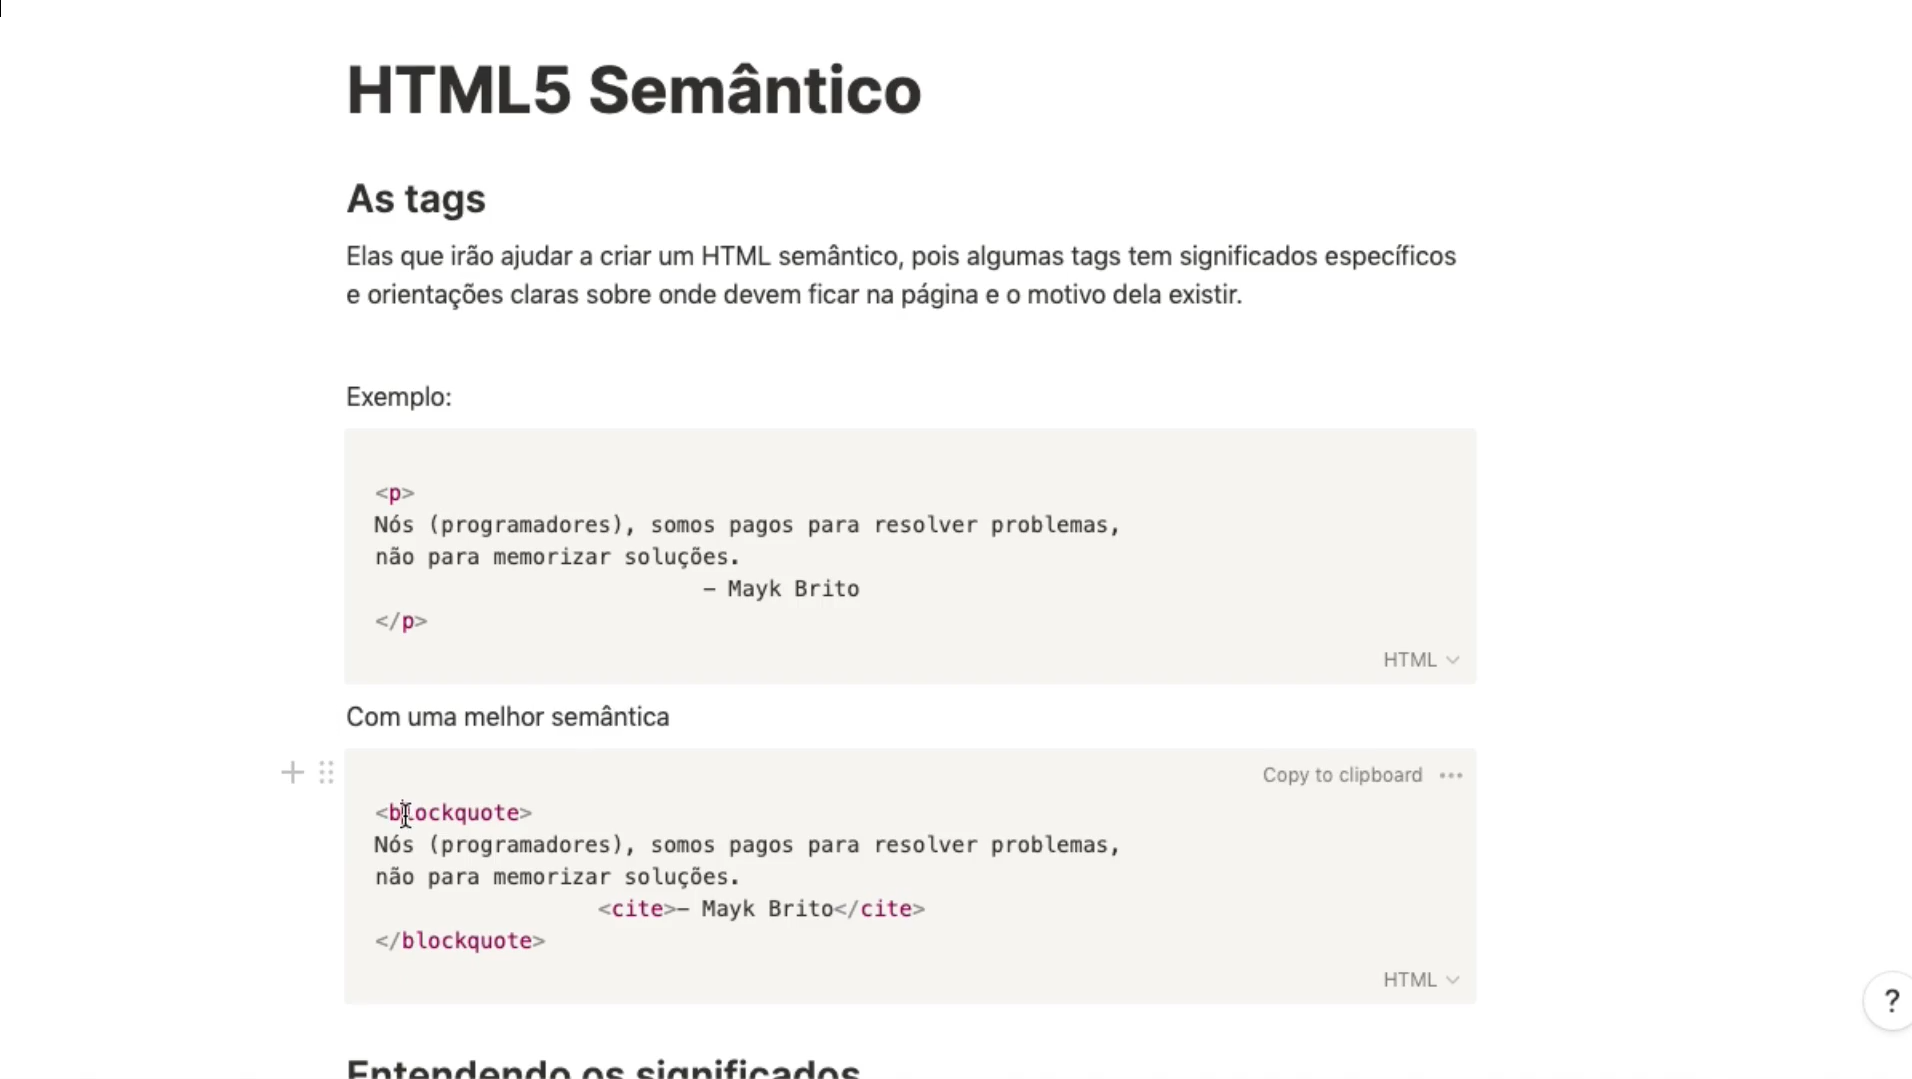 HTML5 Semântico
As tags
Elas que irão ajudar a criar um HTML semântico, pois algumas tags tem significados específicos
e orientações claras sobre onde devem ficar na página e o motivo dela existir.
Exemplo:
<p>
Nós (programadores), somos pagos para resolver problemas,
não para memorizar soluções.
– Mayk Brito
</p>
HTML
Com uma melhor semântica
Copy to clipboard
<blockquote>
Nós (programadores), somos pagos para resolver problemas,
não para memorizar soluções.
<cite>– Mayk Brito</cite>
</blockquote>
HTML
?
Entendendo os significados